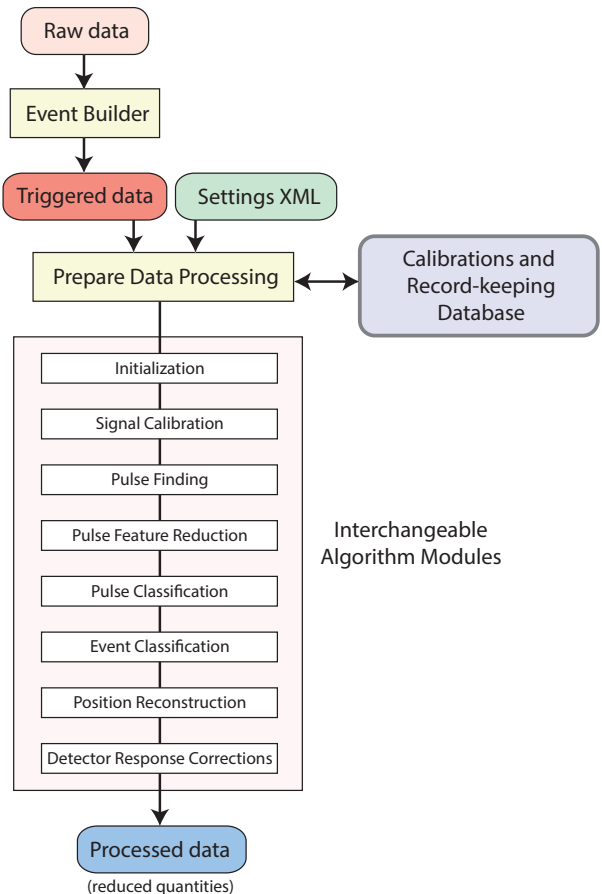 Raw data
Event Builder
Triggered data
Settings XML
Prepare Data Processing
Calibrations and
Record-keeping
Database
Initialization
Signal Calibration
Pulse Finding
Pulse Feature Reduction
Pulse Classification
Event Classification
Position Reconstruction
Detector Response Corrections
Interchangeable
Algorithm Modules
Processed data
(reduced quantities)